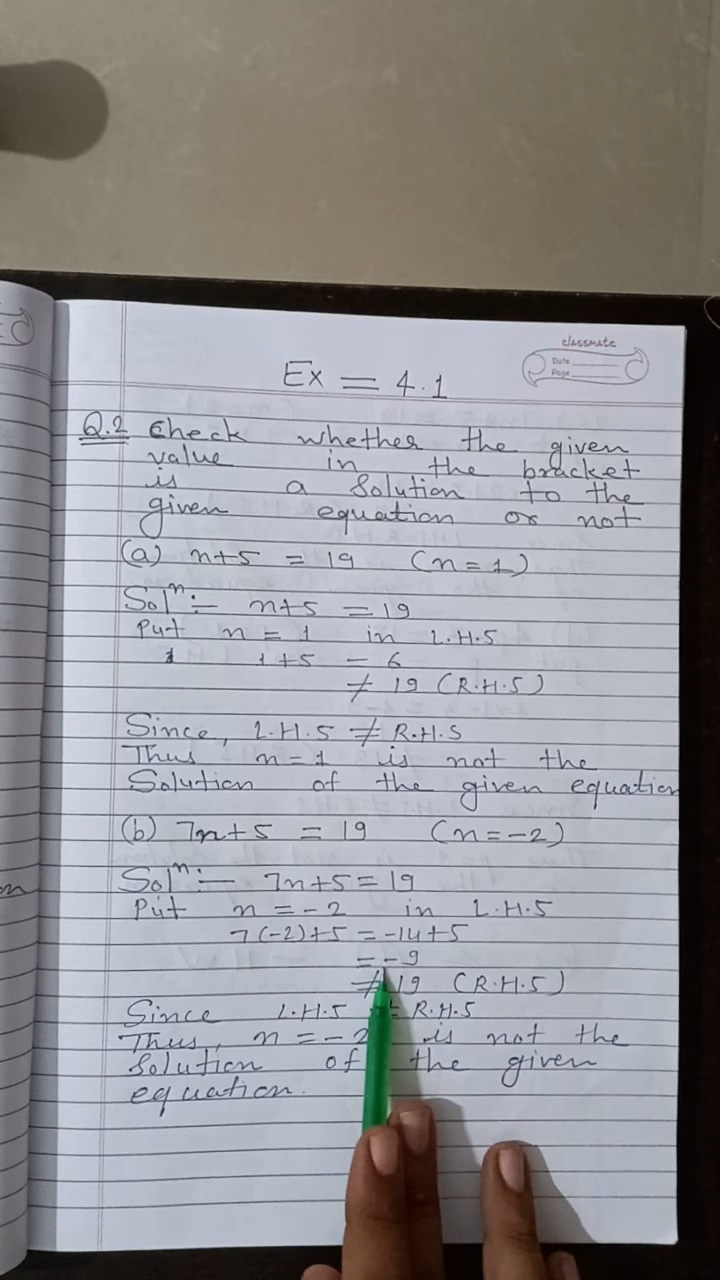 classmate
Date
Page
Ex = 4.1
Q.2 Check whether the given
value in the bracket
is a Solution to the
given equation or not
(a) n+5 = 19 (n=1)
Solⁿ:- n+5 = 19
Put n = 1 in L.H.S
1+5 = 6
≠ 19 (R.H.S)
Since, L.H.S ≠ R.H.S
Thus n=1 is not the
Solution of the given equation
(b) 7n+5 = 19 (n=-2)
Solⁿ:- 7n+5=19
Put n = -2 in L.H.S
7(-2)+5 = -14+5
= -9
≠ 19 (R.H.S)
Since L.H.S ≠ R.H.S
Thus, n = -2 is not the
Solution of the given
equation.